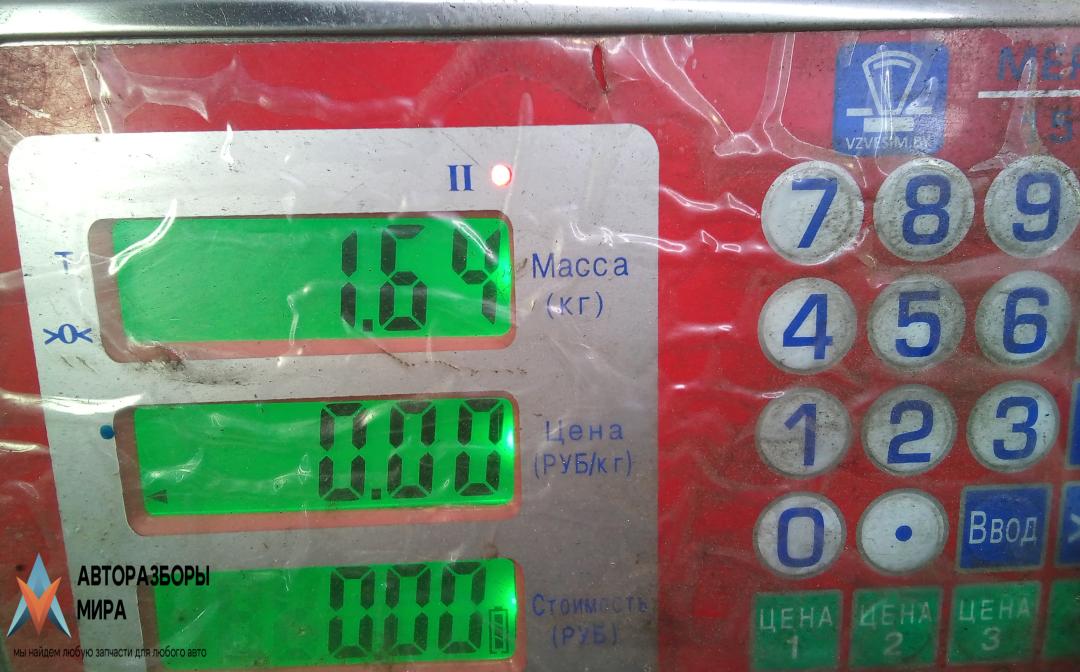 VZVESIM.BY
II
T
1.64
Масса
(кг)
>0<
0.00
Цена
(РУБ/кг)
0.00
Стоимость
(РУБ)
7 8 9
4 5 6
1 2 3
0 . Ввод
ЦЕНА 1 ЦЕНА 2 ЦЕНА 3
АВТОРАЗБОРЫ
МИРА
мы найдем любую запчасти для любого авто